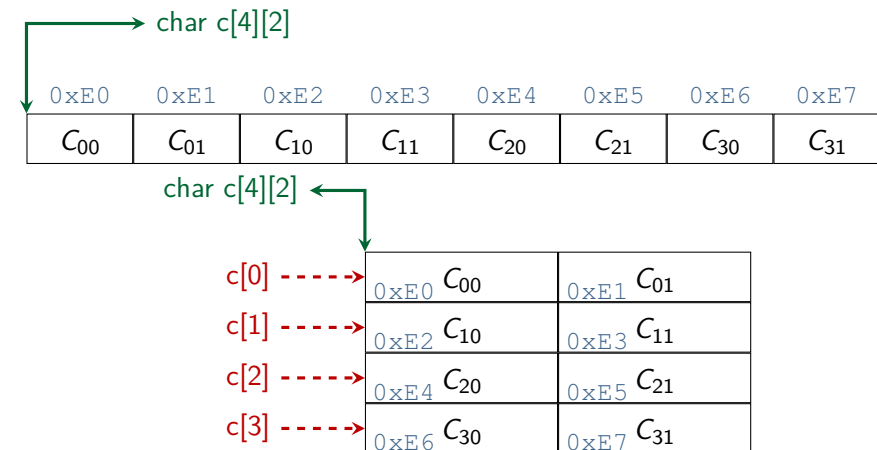 char c[4][2]
0xE0 0xE1 0xE2 0xE3 0xE4 0xE5 0xE6 0xE7
C00 C01 C10 C11 C20 C21 C30 C31
char c[4][2]
c[0] 0xE0 C00 0xE1 C01
c[1] 0xE2 C10 0xE3 C11
c[2] 0xE4 C20 0xE5 C21
c[3] 0xE6 C30 0xE7 C31